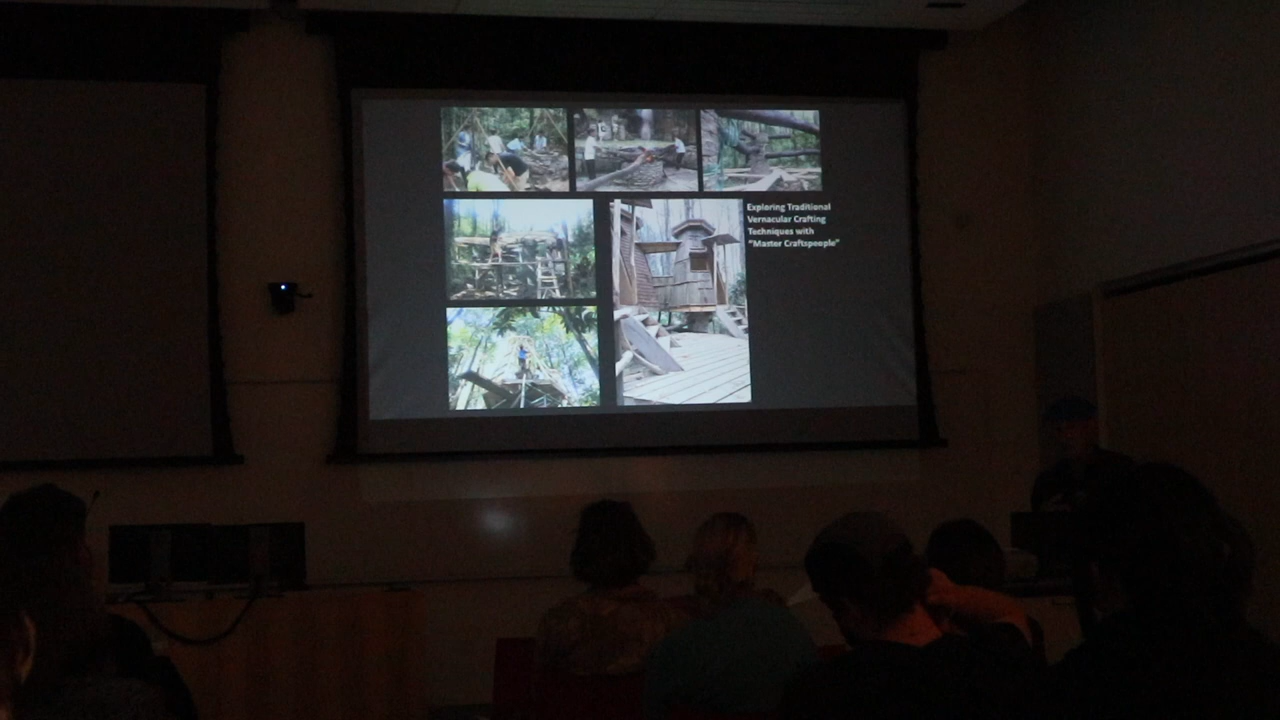 Exploring Traditional
Vernacular Crafting
Techniques with
"Master Craftspeople"